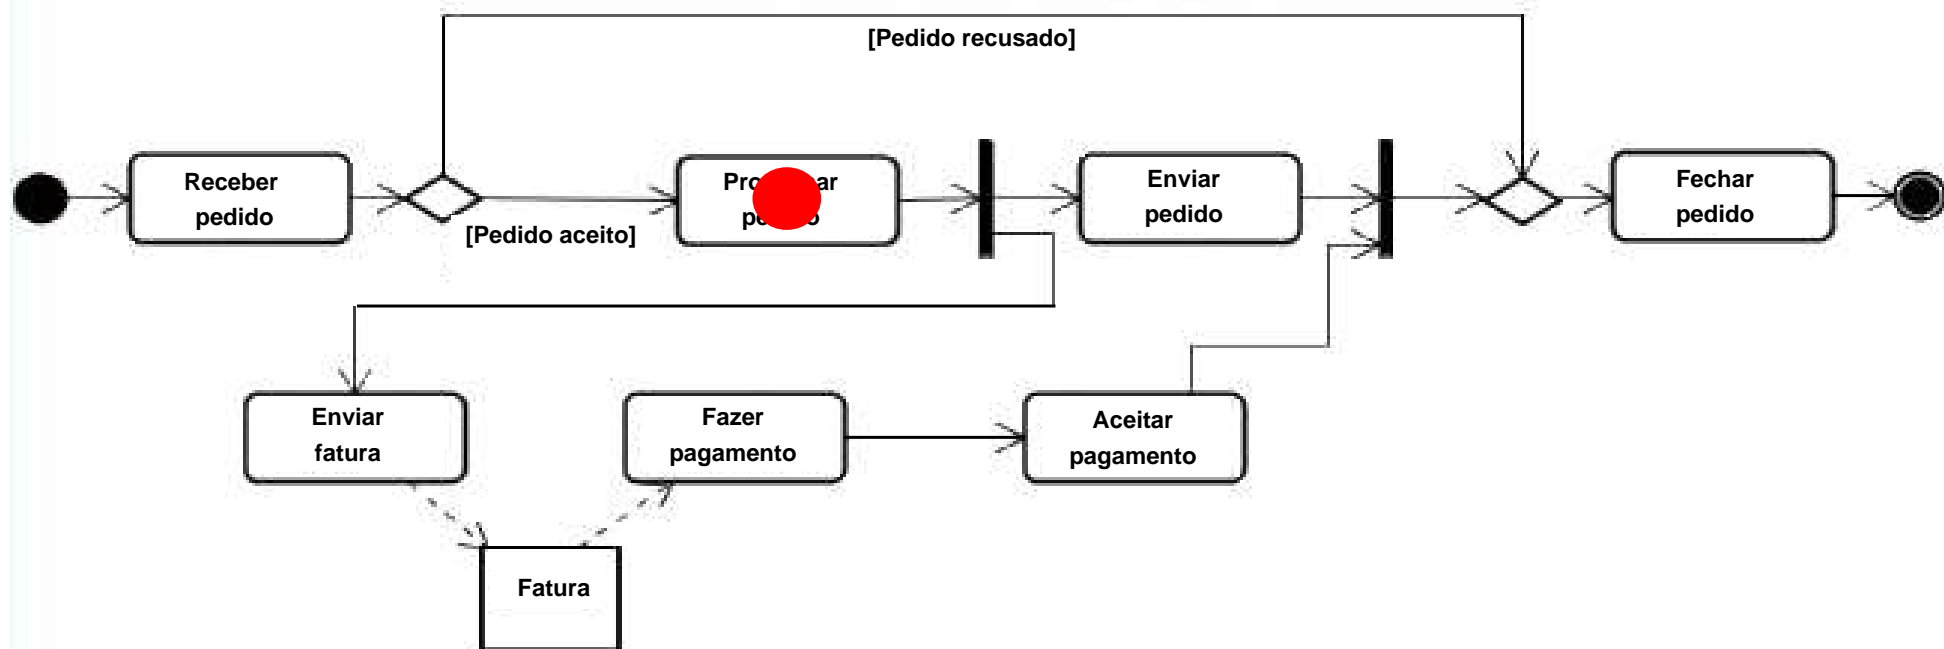 [Pedido recusado]
Receber
pedido
[Pedido aceito]
Enviar
pedido
Fechar
pedido
Enviar
fatura
Fazer
pagamento
Aceitar
pagamento
Fatura